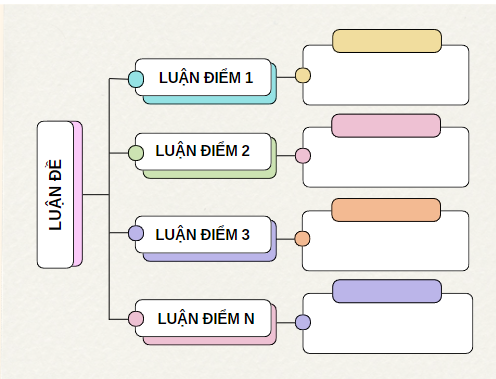 LUẬN ĐỀ
LUẬN ĐIỂM 1
LUẬN ĐIỂM 2
LUẬN ĐIỂM 3
LUẬN ĐIỂM N